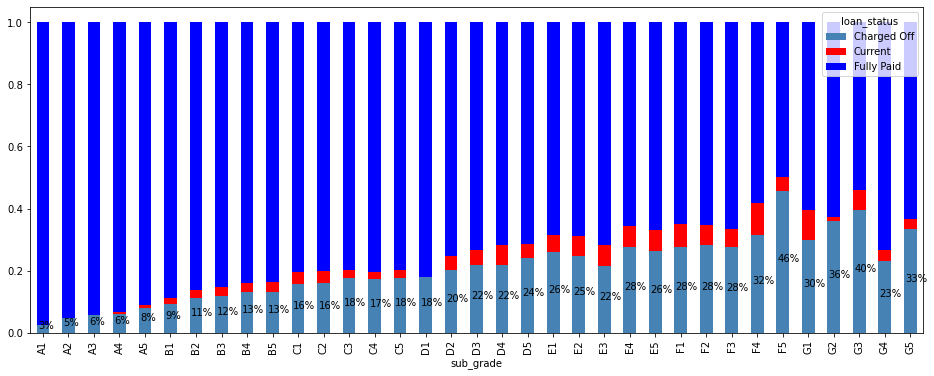 loan_status
Charged Off
Current
Fully Paid
1.0
0.8
0.6
0.4
0.2
0.0
3% 5% 6% 6% 8% 9% 11% 12% 13% 13% 16% 16% 18% 17% 18% 18% 20% 22% 22% 24% 26% 25% 22% 28% 26% 28% 28% 28% 32% 46% 30% 36% 40% 23% 33%
A1 A2 A3 A4 A5 B1 B2 B3 B4 B5 C1 C2 C3 C4 C5 D1 D2 D3 D4 D5 E1 E2 E3 E4 E5 F1 F2 F3 F4 F5 G1 G2 G3 G4 G5
sub_grade